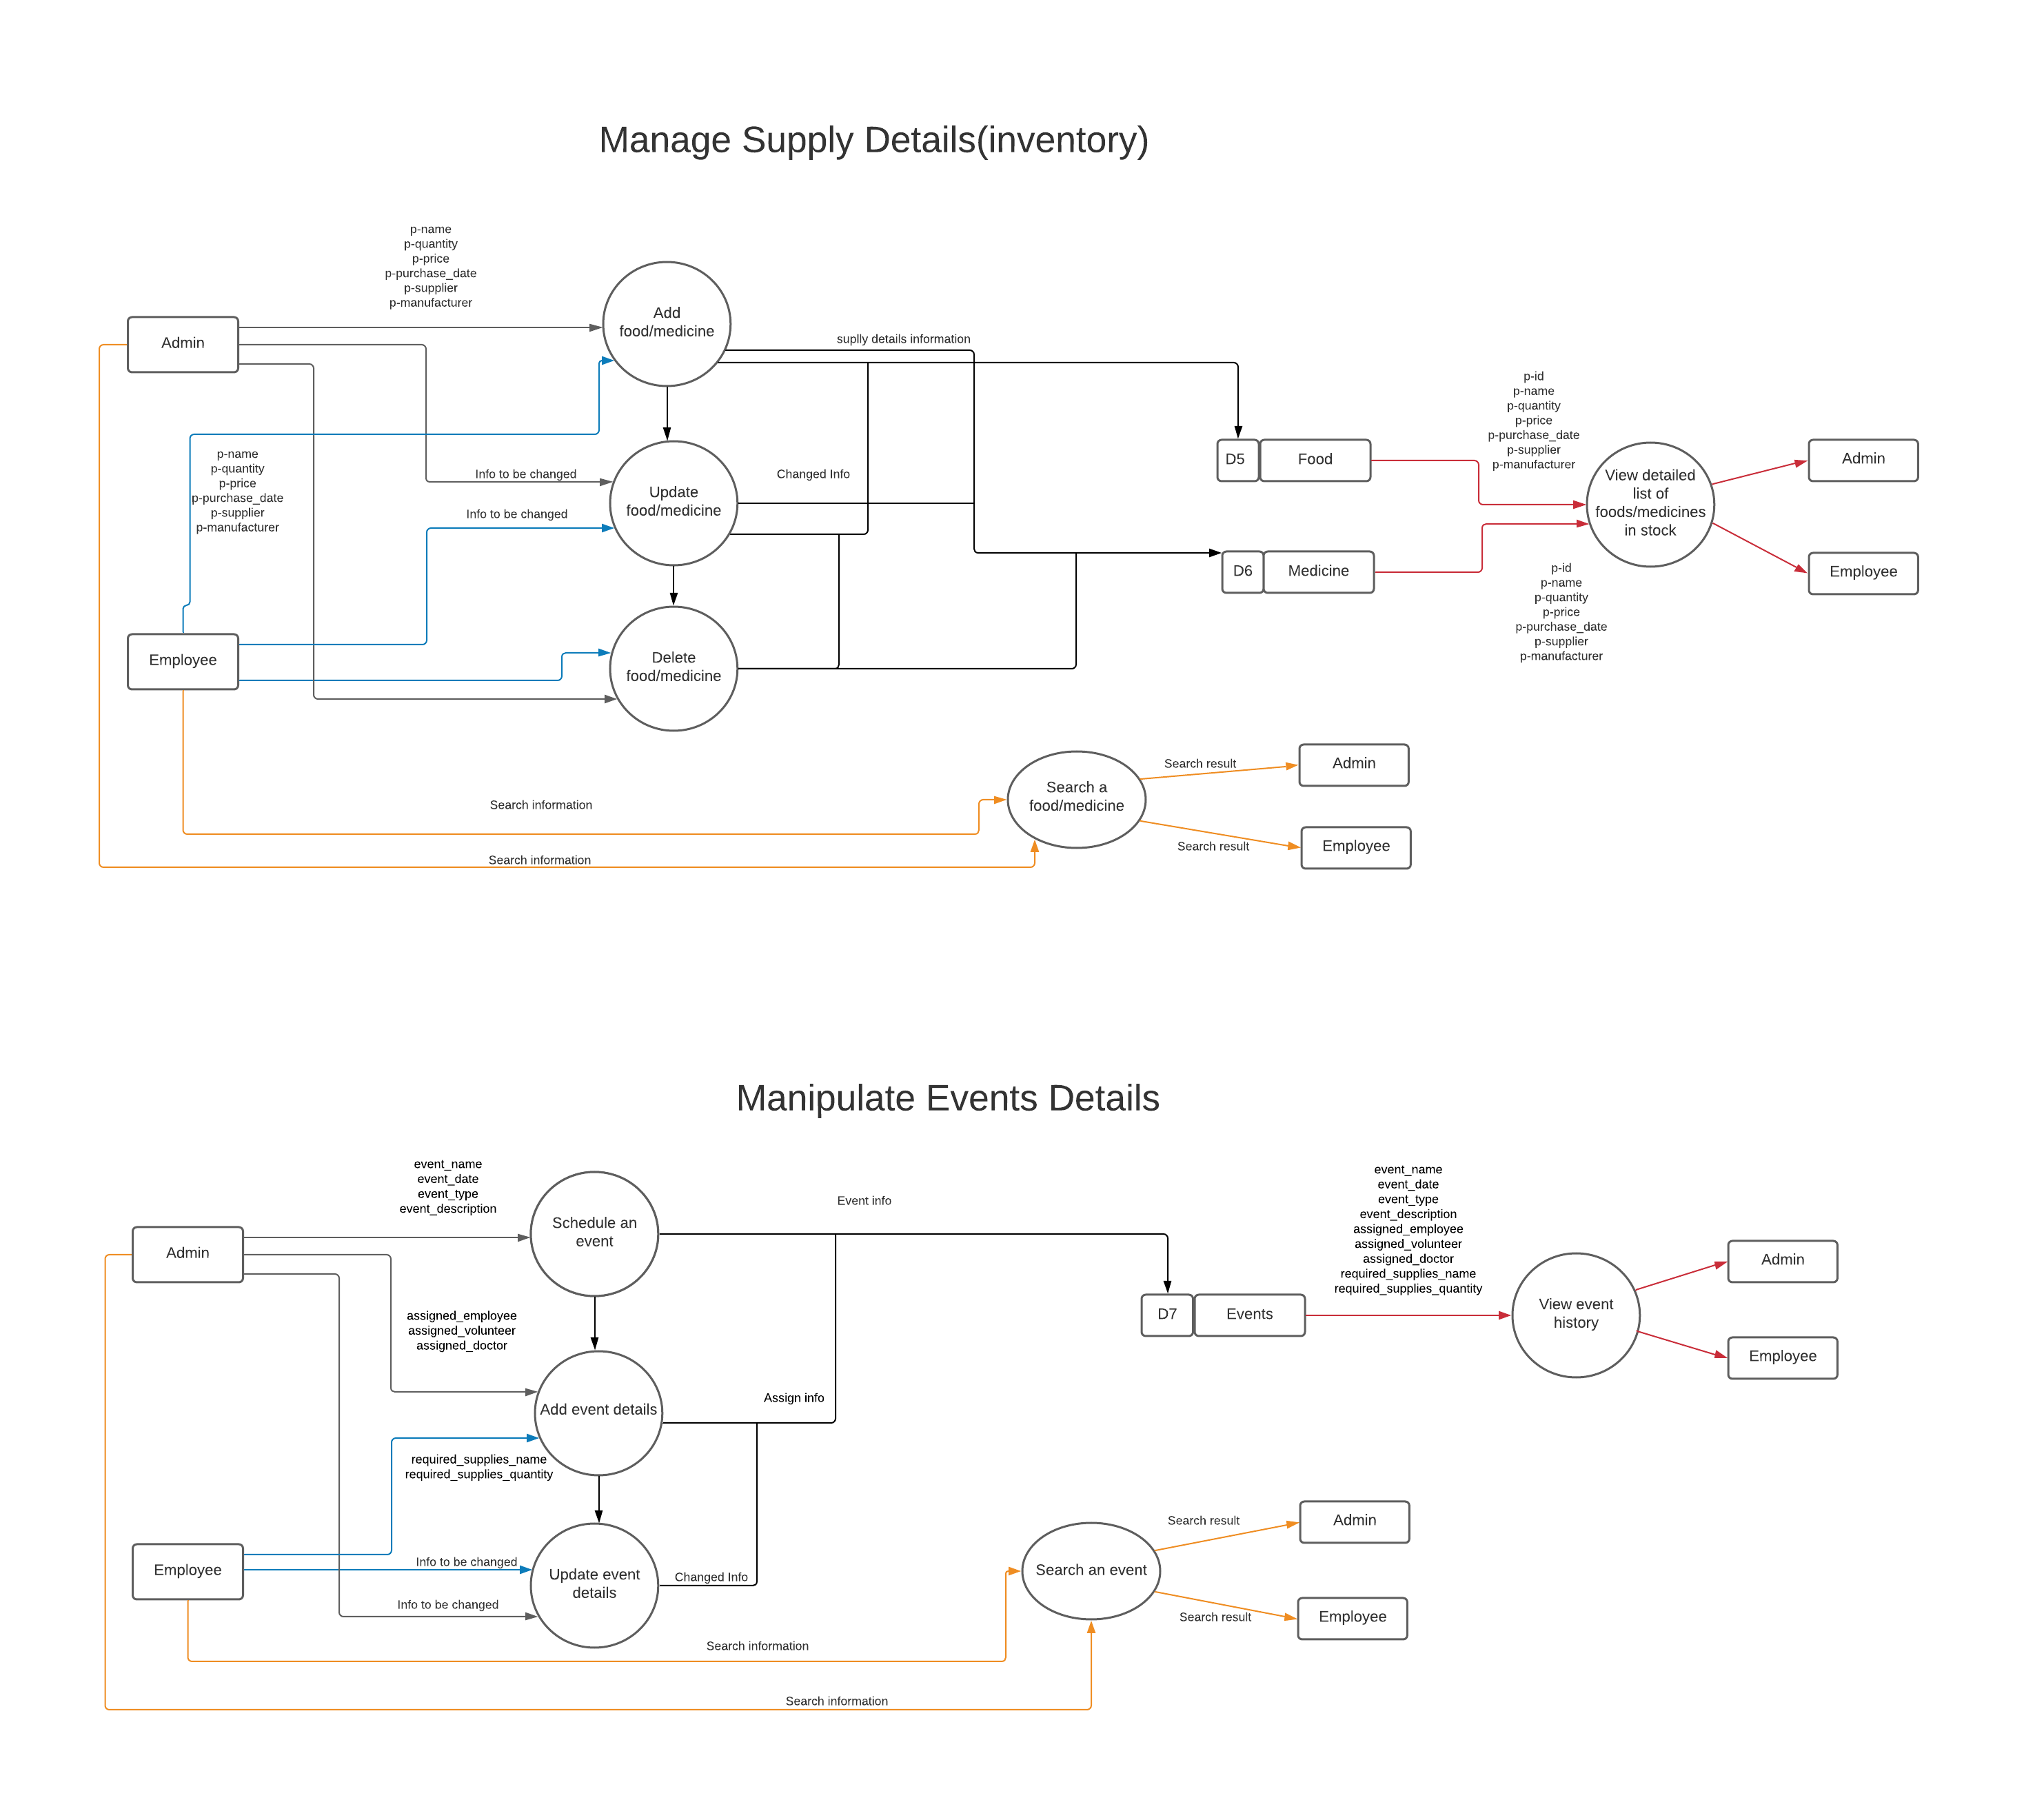 Manage Supply Details(inventory)
p-name
p-quantity
p-price
p-purchase_date
p-supplier
p-manufacturer
Add
food/medicine
Admin
suplly details information
p-name
p-quantity
p-price
p-purchase_date
p-supplier
p-manufacturer
Info to be changed
Info to be changed
Update
food/medicine
Changed Info
D5
Food
p-id
p-name
p-quantity
p-price
p-purchase_date
p-supplier
p-manufacturer
View detailed
list of
foods/medicines
in stock
Admin
D6
Medicine
Employee
p-id
p-name
p-quantity
p-price
p-purchase_date
p-supplier
p-manufacturer
Employee
Delete
food/medicine
Search information
Search information
Search a
food/medicine
Search result
Admin
Search result
Employee
Manipulate Events Details
event_name
event_date
event_type
event_description
Schedule an
event
Event info
Admin
event_name
event_date
event_type
event_description
assigned_employee
assigned_volunteer
assigned_doctor
required_supplies_name
required_supplies_quantity
D7
Events
View event
history
Admin
Employee
assigned_employee
assigned_volunteer
assigned_doctor
Add event details
Assign info
required_supplies_name
required_supplies_quantity
Employee
Info to be changed
Info to be changed
Update event
details
Changed Info
Search an event
Search result
Admin
Search result
Employee
Search information
Search information